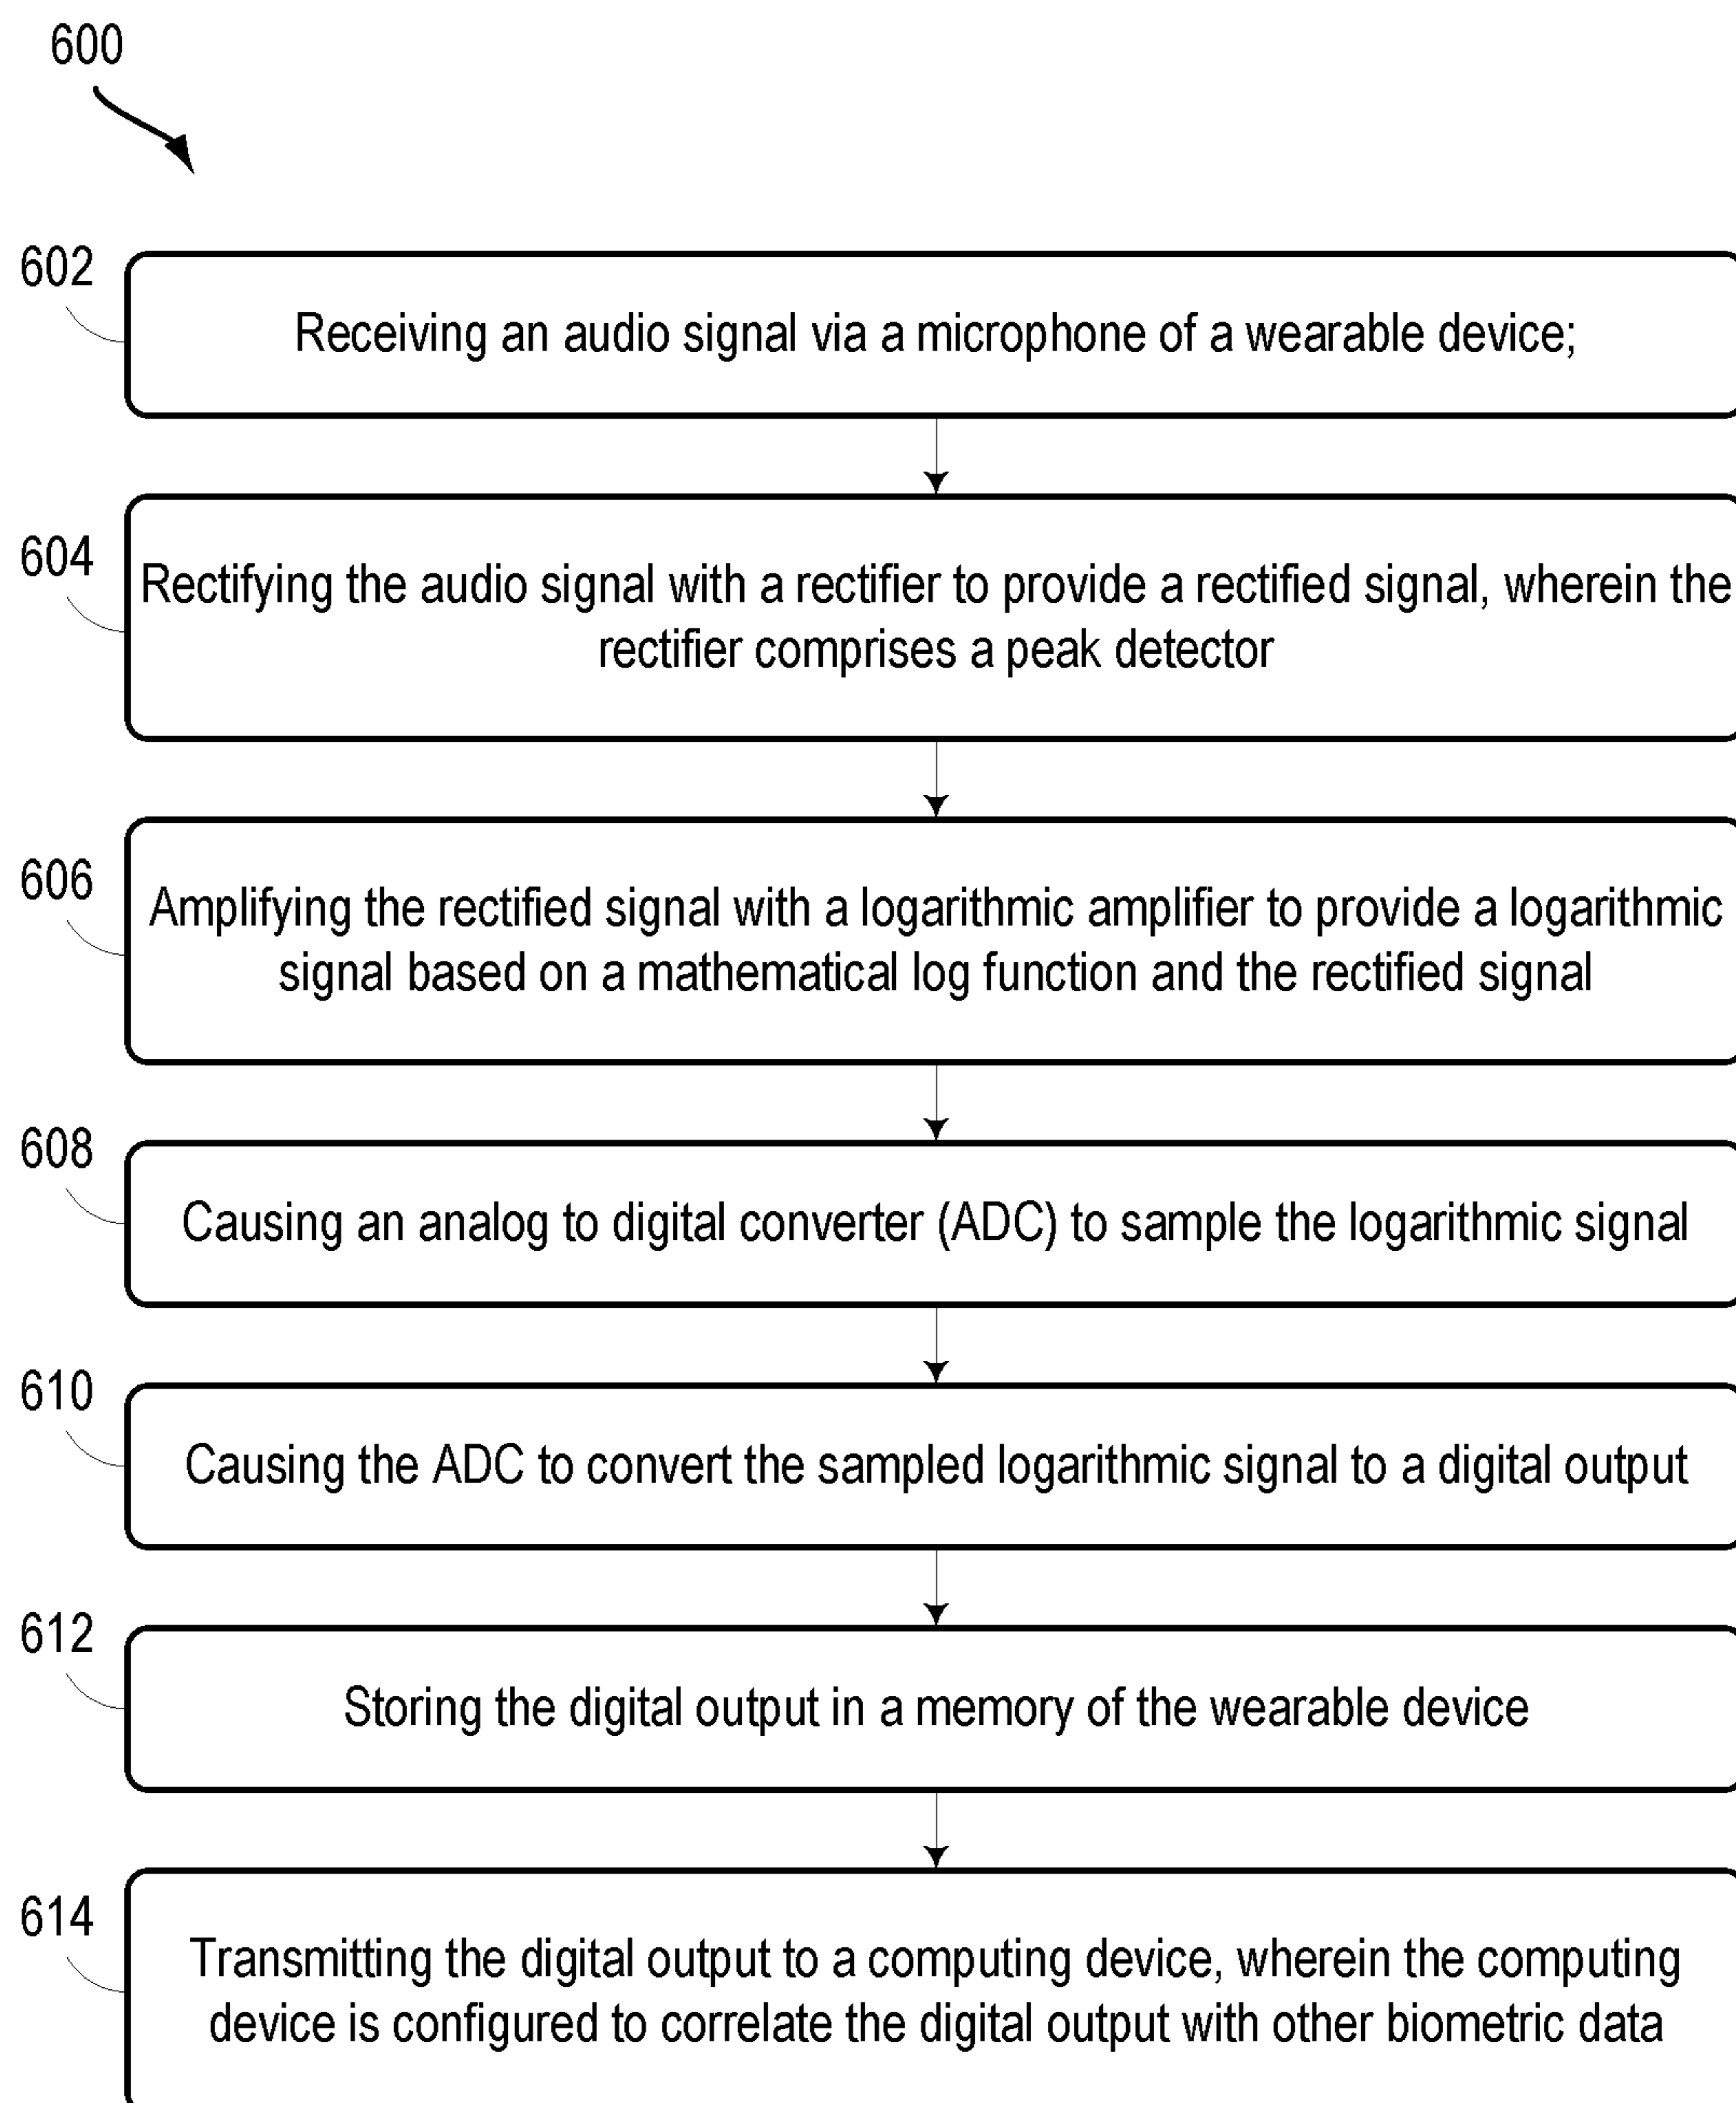 600
602
Receiving an audio signal via a microphone of a wearable device;
604
Rectifying the audio signal with a rectifier to provide a rectified signal, wherein the
rectifier comprises a peak detector
606
Amplifying the rectified signal with a logarithmic amplifier to provide a logarithmic
signal based on a mathematical log function and the rectified signal
608
Causing an analog to digital converter (ADC) to sample the logarithmic signal
610
Causing the ADC to convert the sampled logarithmic signal to a digital output
612
Storing the digital output in a memory of the wearable device
614
Transmitting the digital output to a computing device, wherein the computing
device is configured to correlate the digital output with other biometric data